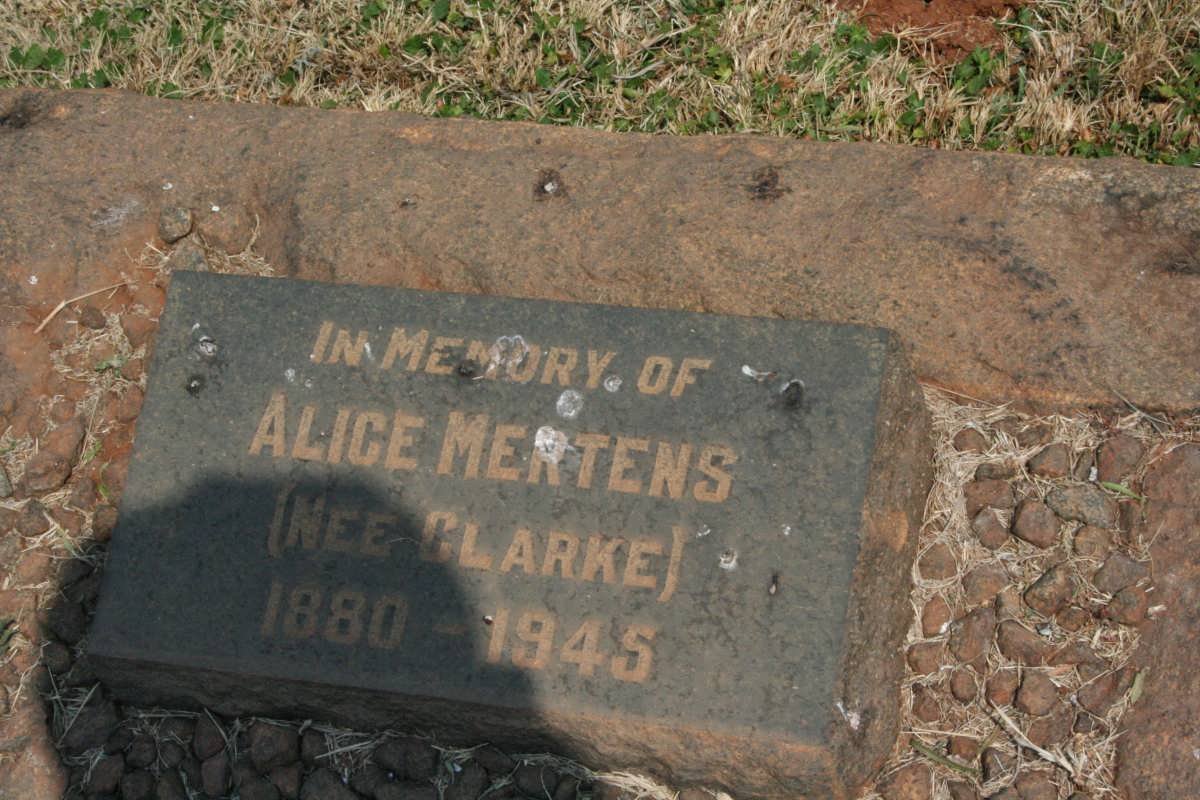 In Memory of
Alice Mertens
(Nee Clarke)
1880 - 1945